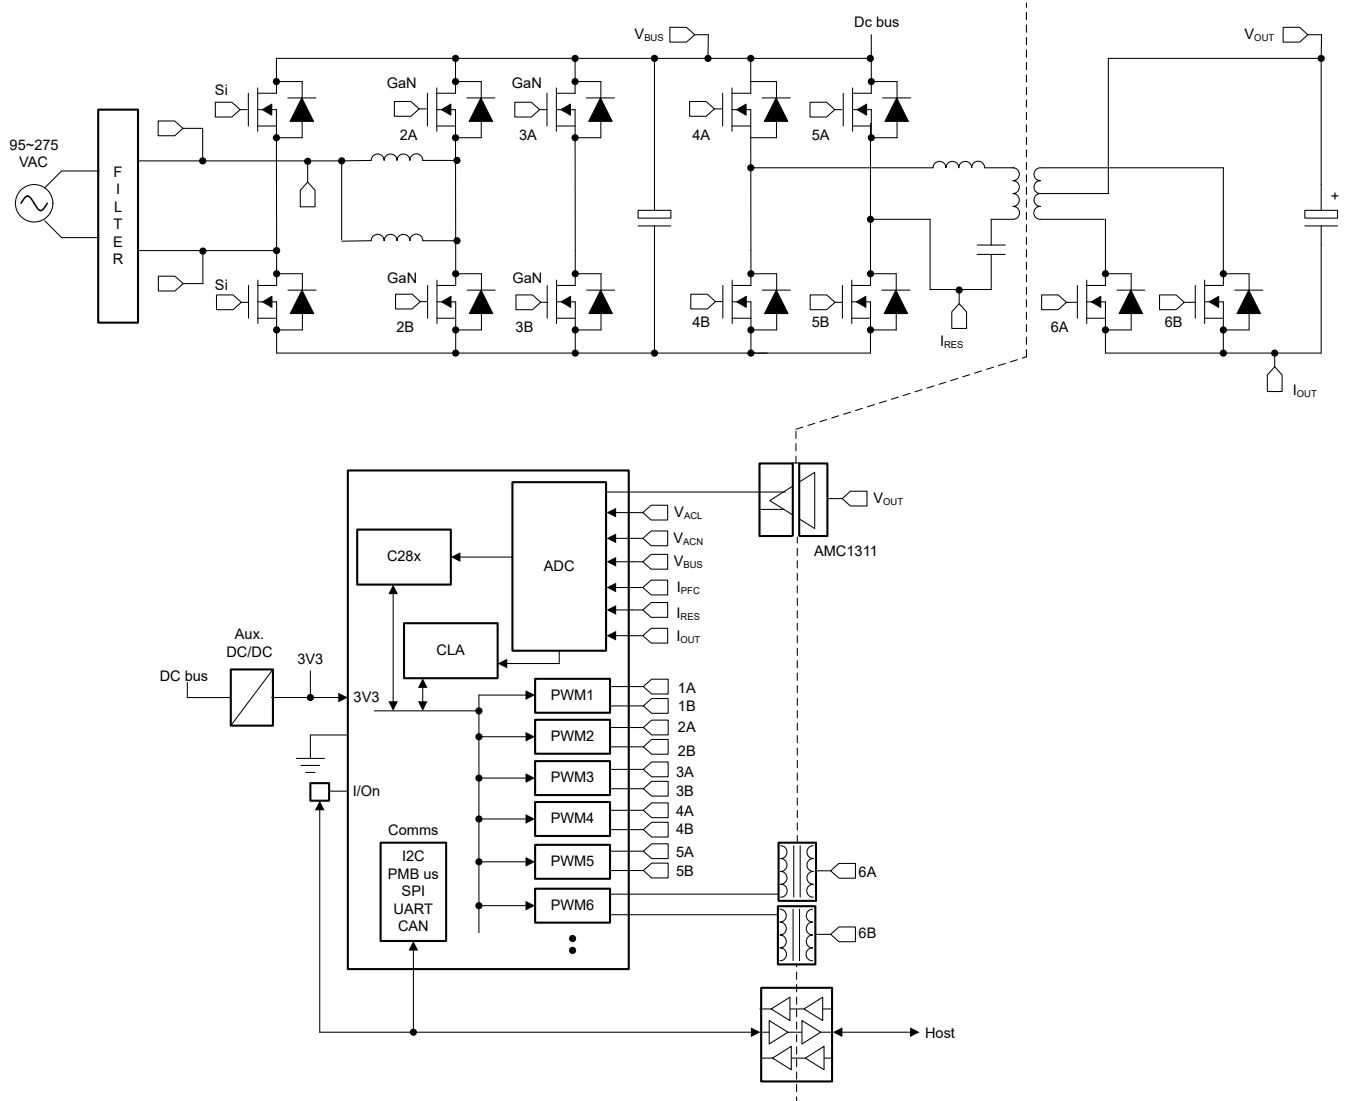 Dc bus
VBUS
VOUT
Si
GaN
GaN
2A
3A
4A
5A
95~275
VAC
FILTER
Si
GaN
GaN
2B
3B
4B
5B
6A
6B
IRES
IOUT
ADC
C28x
CLA
VACL
VACN
VBUS
IPFC
IRES
IOUT
VOUT
AMC1311
Aux.
DC/DC
3V3
DC bus
3V3
I/On
PWM1
1A
1B
PWM2
2A
2B
PWM3
3A
3B
PWM4
4A
4B
PWM5
5A
5B
PWM6
6A
6B
Comms
I2C
PMB us
SPI
UART
CAN
Host